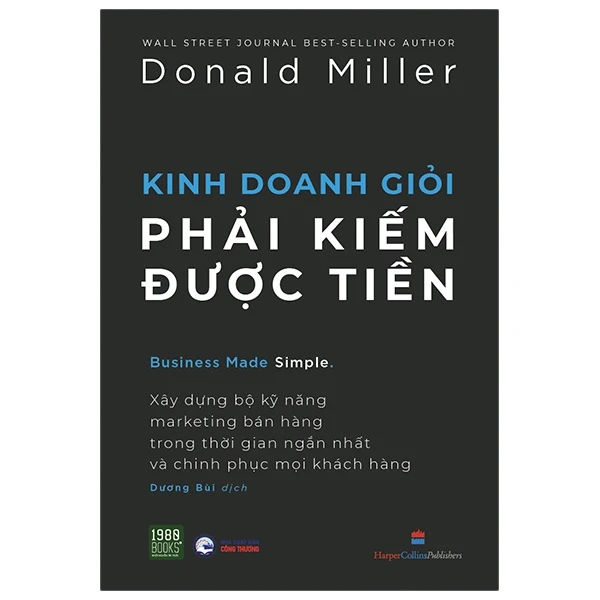 WALL STREET JOURNAL BEST-SELLING AUTHOR
Donald Miller
KINH DOANH GIỎI
PHẢI KIẾM
ĐƯỢC TIỀN
Business Made Simple.
Xây dựng bộ kỹ năng
marketing bán hàng
trong thời gian ngắn nhất
và chinh phục mọi khách hàng
Dương Bùi dịch
1980
BOOKS
CÔNG THƯƠNG
HarperCollinsPublishers